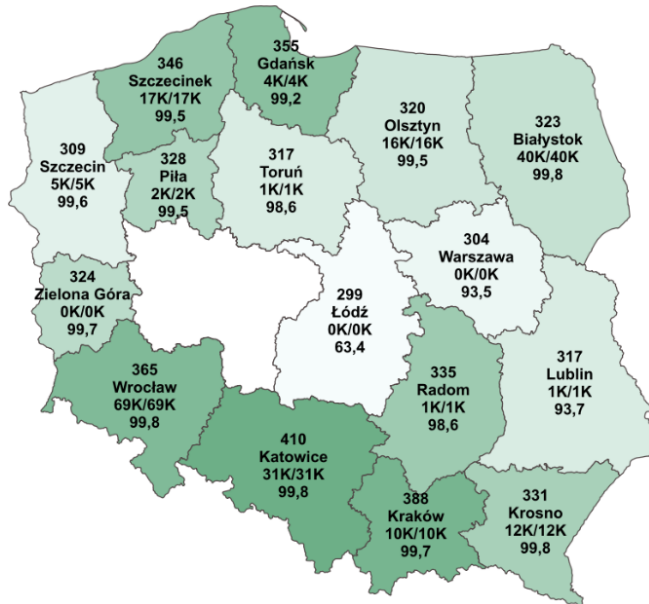 355
Gdańsk
4K/4K
99,2
346
Szczecinek
17K/17K
99,5
320
Olsztyn
16K/16K
99,5
323
Białystok
40K/40K
99,8
309
Szczecin
5K/5K
99,6
328
Piła
2K/2K
99,5
317
Toruń
1K/1K
98,6
304
Warszawa
0K/0K
93,5
324
Zielona Góra
0K/0K
99,7
299
Łódź
0K/0K
63,4
365
Wrocław
69K/69K
99,8
335
Radom
1K/1K
98,6
317
Lublin
1K/1K
93,7
410
Katowice
31K/31K
99,8
388
Kraków
10K/10K
99,7
331
Krosno
12K/12K
99,8